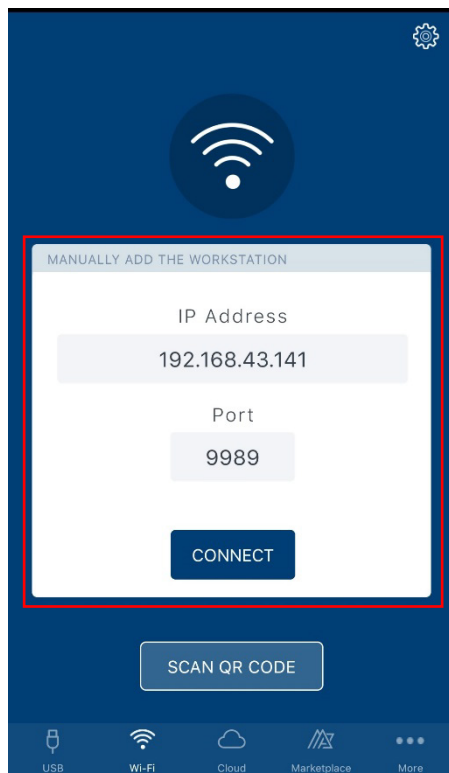 MANUALLY ADD THE WORKSTATION
IP Address
192.168.43.141
Port
9989
CONNECT
SCAN QR CODE
USB Wi-Fi Cloud Marketplace More